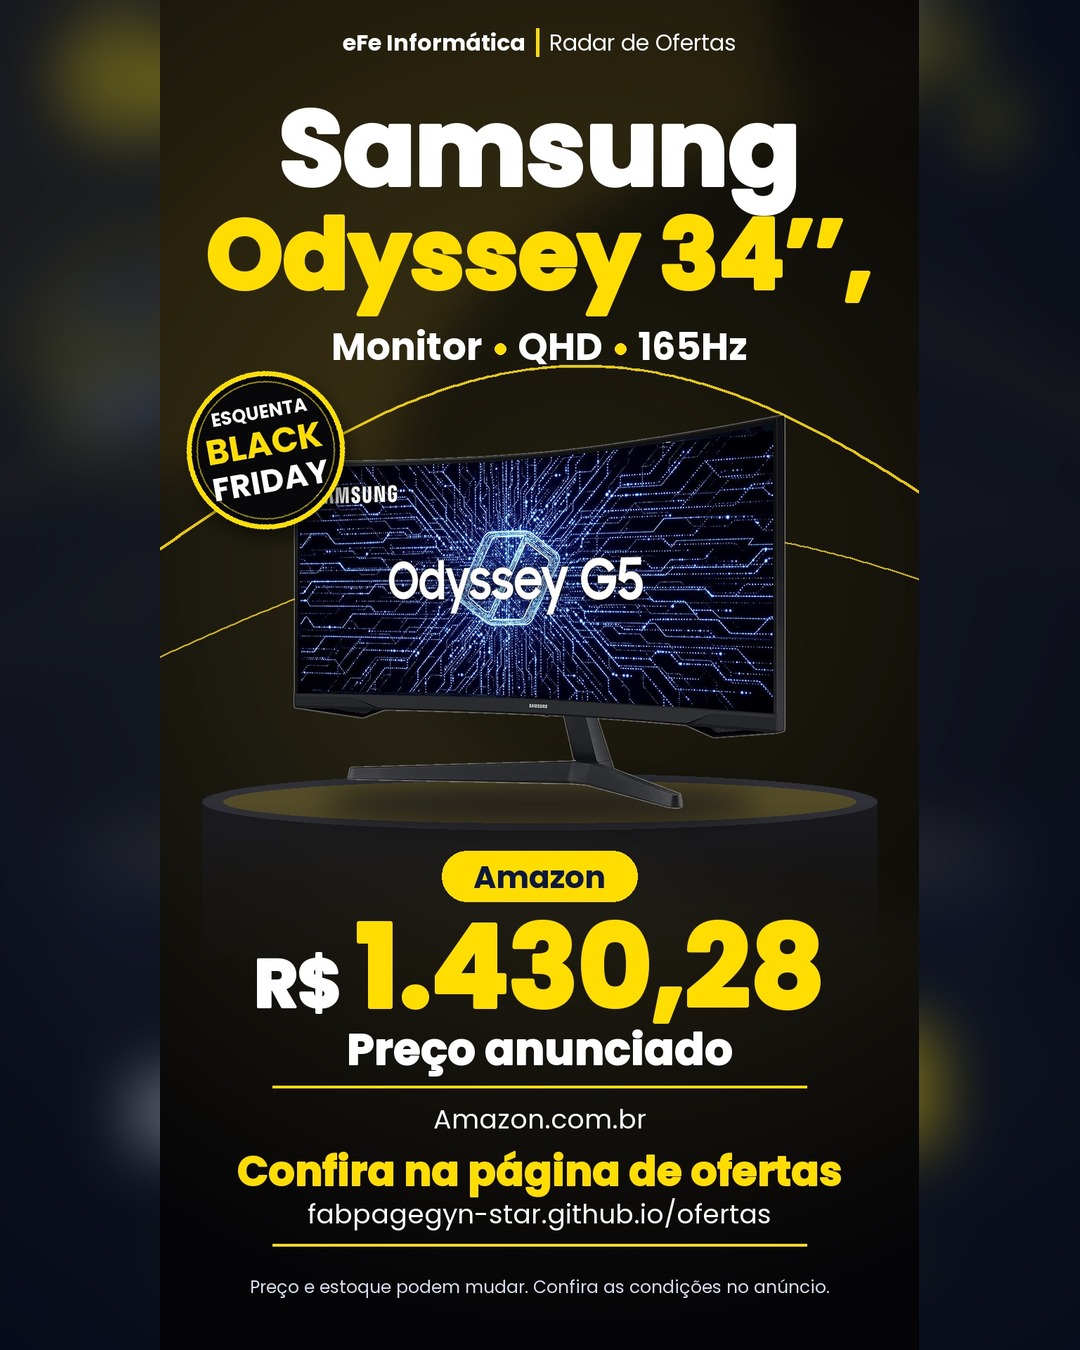 eFe Informática | Radar de Ofertas
Samsung
Odyssey 34’’,
Monitor • QHD • 165Hz
ESQUENTA
BLACK
FRIDAY
AMSUNG
Odyssey G5
SAMSUNG
Amazon
R$ 1.430,28
Preço anunciado
Amazon.com.br
Confira na página de ofertas
fabpagegyn-star.github.io/ofertas
Preço e estoque podem mudar. Confira as condições no anúncio.